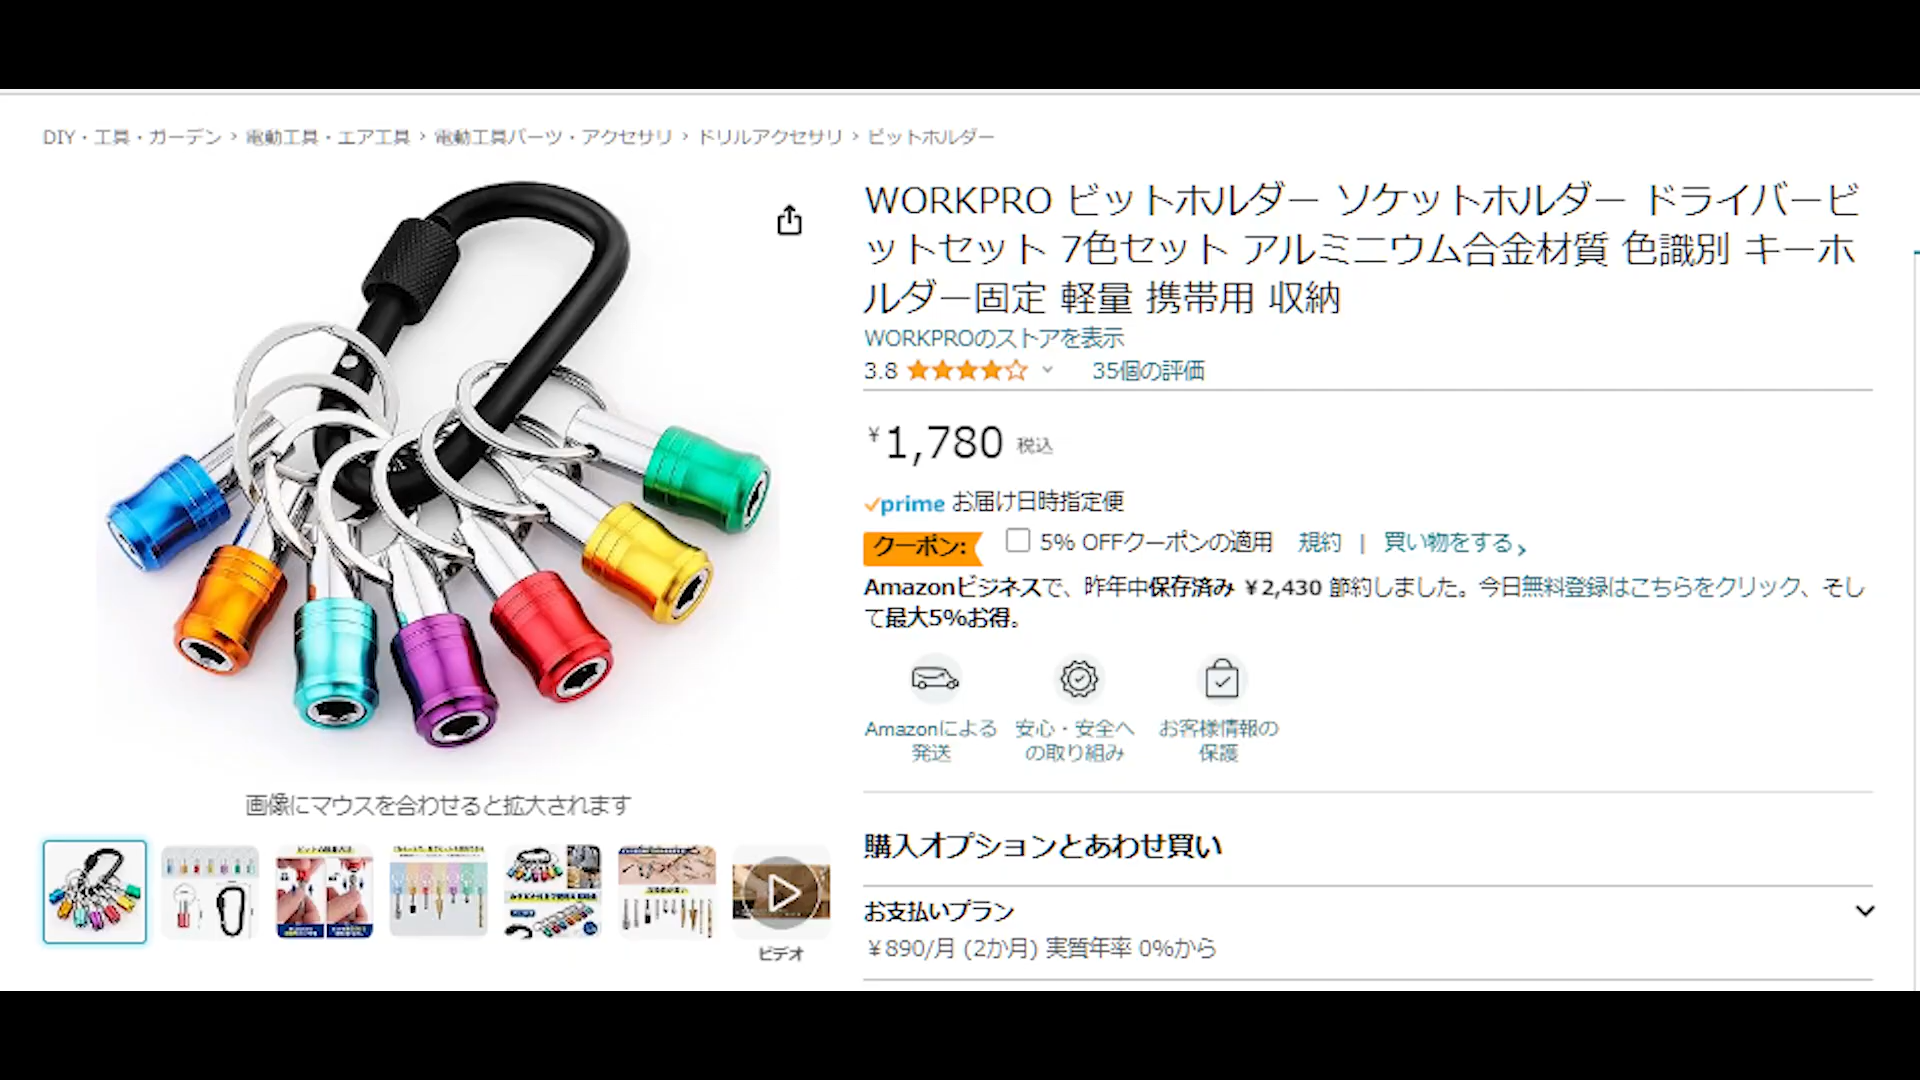 DIY・工具・ガーデン › 電動工具・エア工具 › 電動工具パーツ・アクセサリ › ドリルアクセサリ › ビットホルダー
WORKPRO ビットホルダー ソケットホルダー ドライバービ
ットセット 7色セット アルミニウム合金材質 色識別 キーホ
ルダー固定 軽量 携帯用 収納
WORKPROのストアを表示
3.8 35個の評価
¥1,780 税込
prime お届け日時指定便
クーポン: 5% OFFクーポンの適用 規約 | 買い物をする ›
Amazonビジネスで、昨年中保存済み ¥2,430 節約しました。今日無料登録はこちらをクリック、そし
て最大5%お得。
Amazonによる
発送
安心・安全へ
の取り組み
お客様情報の
保護
画像にマウスを合わせると拡大されます
ビデオ
購入オプションとあわせ買い
お支払いプラン
¥890/月 (2か月) 実質年率 0%から